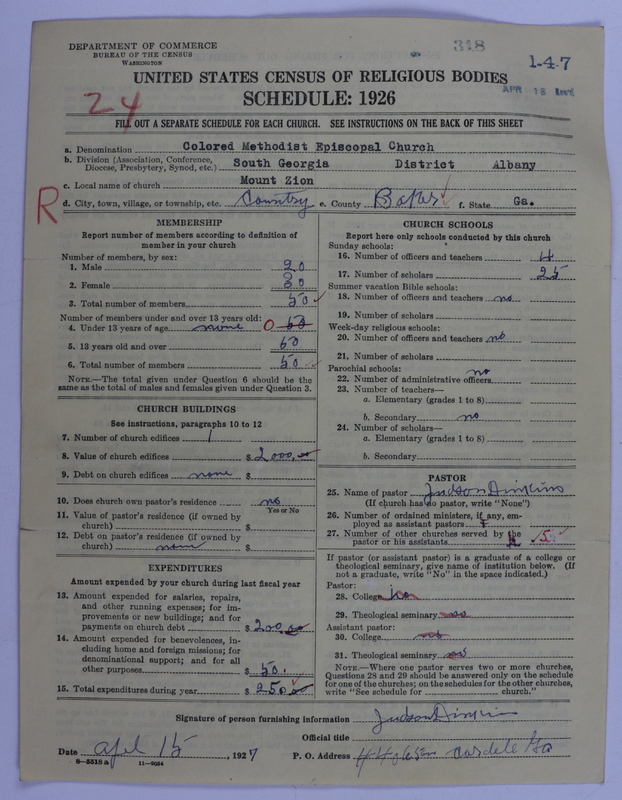 DEPARTMENT OF COMMERCE
BUREAU OF THE CENSUS
WASHINGTON
318
1-4-7
APR 18
24
UNITED STATES CENSUS OF RELIGIOUS BODIES
SCHEDULE: 1926
FILL OUT A SEPARATE SCHEDULE FOR EACH CHURCH. SEE INSTRUCTIONS ON THE BACK OF THIS SHEET
a. Denomination Colored Methodist Episcopal Church
b. Division (Association, Conference, Diocese, Presbytery, Synod, etc.) South Georgia District Albany
c. Local name of church Mount Zion
R
d. City, town, village, or township, etc. Country e. County Baker f. State Ga.
MEMBERSHIP
Report number of members according to definition of
member in your church
Number of members, by sex:
1. Male 20
2. Female 30
3. Total number of members 50
Number of members under and over 13 years old:
4. Under 13 years of age none 0 50
5. 13 years old and over 50
6. Total number of members 50
NOTE.—The total given under Question 6 should be the
same as the total of males and females given under Question 3.
CHURCH BUILDINGS
See instructions, paragraphs 10 to 12
7. Number of church edifices 1
8. Value of church edifices $ 2000.00
9. Debt on church edifices none $
10. Does church own pastor's residence no
Yes or No
11. Value of pastor's residence (if owned by
church) $
12. Debt on pastor's residence (if owned by
church) none $
EXPENDITURES
Amount expended by your church during last fiscal year
13. Amount expended for salaries, repairs,
and other running expenses; for im-
provements or new buildings; and for
payments on church debt $ 200.00
14. Amount expended for benevolences, in-
cluding home and foreign missions; for
denominational support; and for all
other purposes $ 50.
15. Total expenditures during year $ 250.00
CHURCH SCHOOLS
Report here only schools conducted by this church
Sunday schools:
16. Number of officers and teachers 4
17. Number of scholars 25
Summer vacation Bible schools:
18. Number of officers and teachers no
19. Number of scholars
Week-day religious schools:
20. Number of officers and teachers no
21. Number of scholars
Parochial schools:
22. Number of administrative officers no
23. Number of teachers—
a. Elementary (grades 1 to 8)
b. Secondary no
24. Number of scholars—
a. Elementary (grades 1 to 8)
b. Secondary
PASTOR
25. Name of pastor Judson Dinkins
(If church has no pastor, write "None")
26. Number of ordained ministers, if any, em-
ployed as assistant pastors
27. Number of other churches served by the
pastor or his assistants 5
If pastor (or assistant pastor) is a graduate of a college or
theological seminary, give name of institution below. (If
not a graduate, write "No" in the space indicated.)
Pastor:
28. College no
29. Theological seminary no
Assistant pastor:
30. College no
31. Theological seminary no
NOTE.—Where one pastor serves two or more churches,
Questions 28 and 29 should be answered only on the schedule
for one of the churches; on the schedules for the other churches,
write "See schedule for church."
Signature of person furnishing information Judson Dinkins
Official title
Date April 15, 1927 P. O. Address Cordele Ga
6—5518 a 11—9034